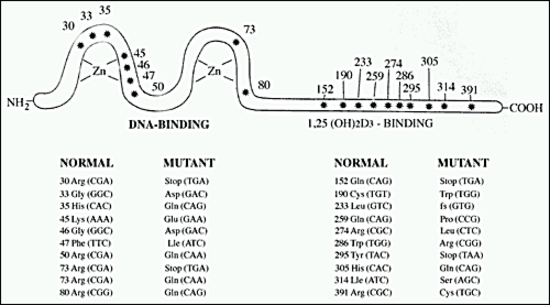 30 33 35
45
46
47
50
73
80
Zn
Zn
NH2
DNA-BINDING
152 190 233 259 274 286 295 305 314 391
COOH
1,25 (OH)2D3 - BINDING
NORMAL MUTANT
30 Arg (CGA) Stop (TGA)
33 Gly (GGC) Asp (GAC)
35 His (CAC) Gln (CAG)
45 Lys (AAA) Glu (GAA)
46 Gly (GGC) Asp (GAC)
47 Phe (TTC) Lle (ATC)
50 Arg (CGA) Gln (CAA)
73 Arg (CGA) Stop (TGA)
73 Arg (CGA) Gln (CAA)
80 Arg (CGG) Gln (CAG)
NORMAL MUTANT
152 Gln (CAG) Stop (TAG)
190 Cys (TGT) Trp (TGG)
233 Leu (GTC) fs (GTG)
259 Gln (CAG) Pro (CCG)
274 Arg (CGC) Leu (CTC)
286 Trp (TGG) Arg (CGG)
295 Tyr (TAC) Stop (TAA)
305 His (CAC) Gln (CAG)
314 Lle (ATC) Ser (AGC)
391 Arg (CGC) Cys (TGC)